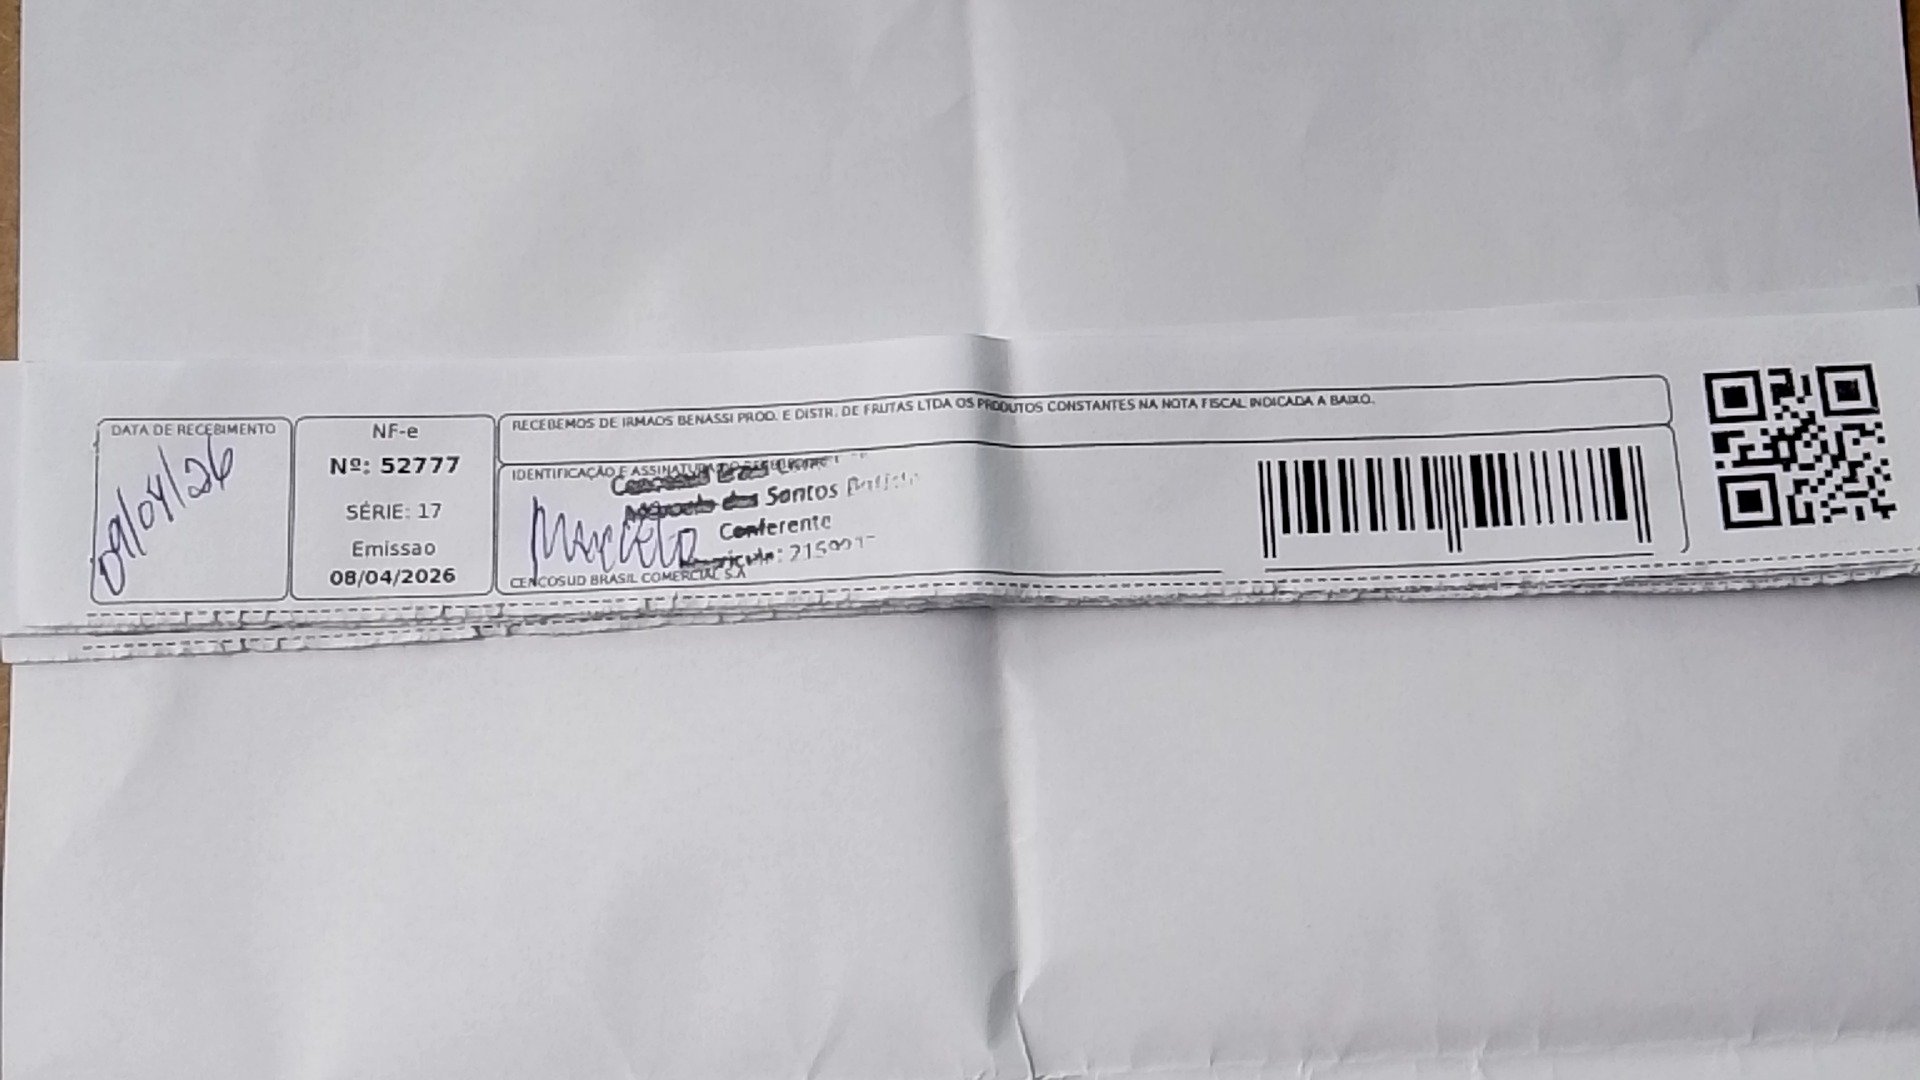 RECEBEMOS DE IRMAOS BENASSI PROD. E DISTR. DE FRUTAS LTDA OS PRODUTOS CONSTANTES NA NOTA FISCAL INDICADA A BAIXO.
DATA DE RECEBIMENTO
09/04/26
NF-e
Nº: 52777
SÉRIE: 17
Emissao
08/04/2026
IDENTIFICAÇÃO E ASSINATURA DO
Marcelo
Santos
Conferente
CENCOSUD BRASIL COMERCIAL S.A